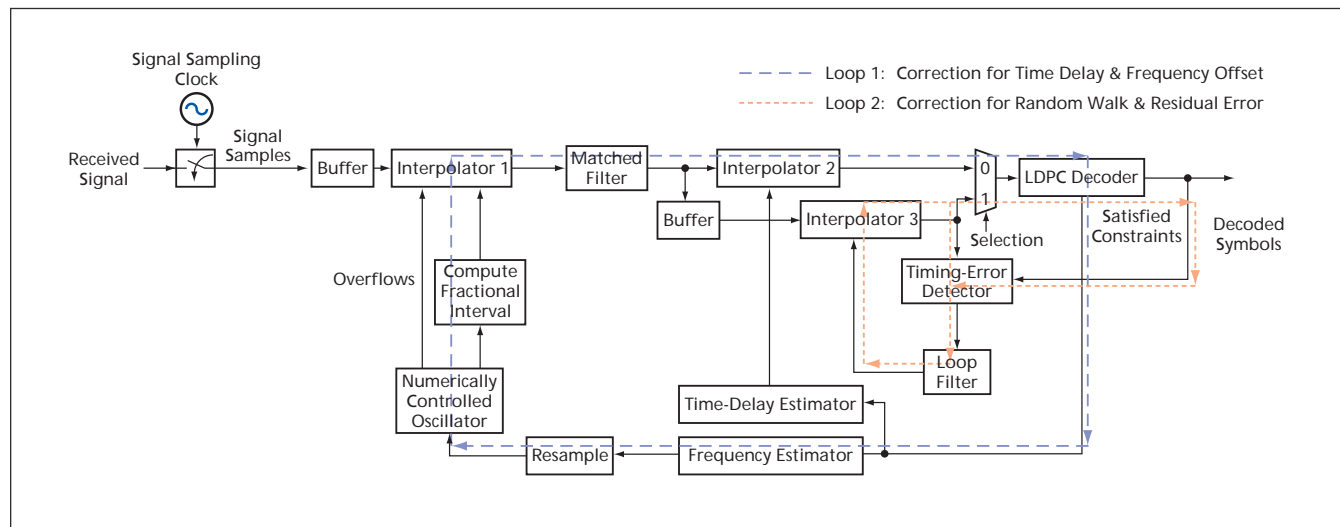 Signal Sampling
Clock
Loop 1: Correction for Time Delay & Frequency Offset
Loop 2: Correction for Random Walk & Residual Error
Received
Signal
Signal
Samples
Buffer
Interpolator 1
Matched
Filter
Interpolator 2
0
1
LDPC Decoder
Buffer
Interpolator 3
Selection
Satisfied
Constraints
Decoded
Symbols
Overflows
Compute
Fractional
Interval
Timing-Error
Detector
Loop
Filter
Numerically
Controlled
Oscillator
Time-Delay Estimator
Resample
Frequency Estimator